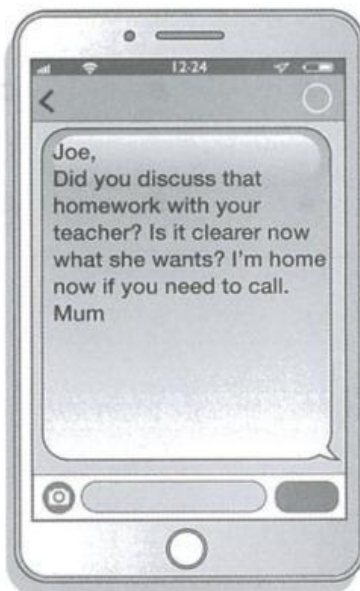 12-24
Joe,
Did you discuss that
homework with your
teacher? Is it clearer now
what she wants? I'm home
now if you need to call.
Mum